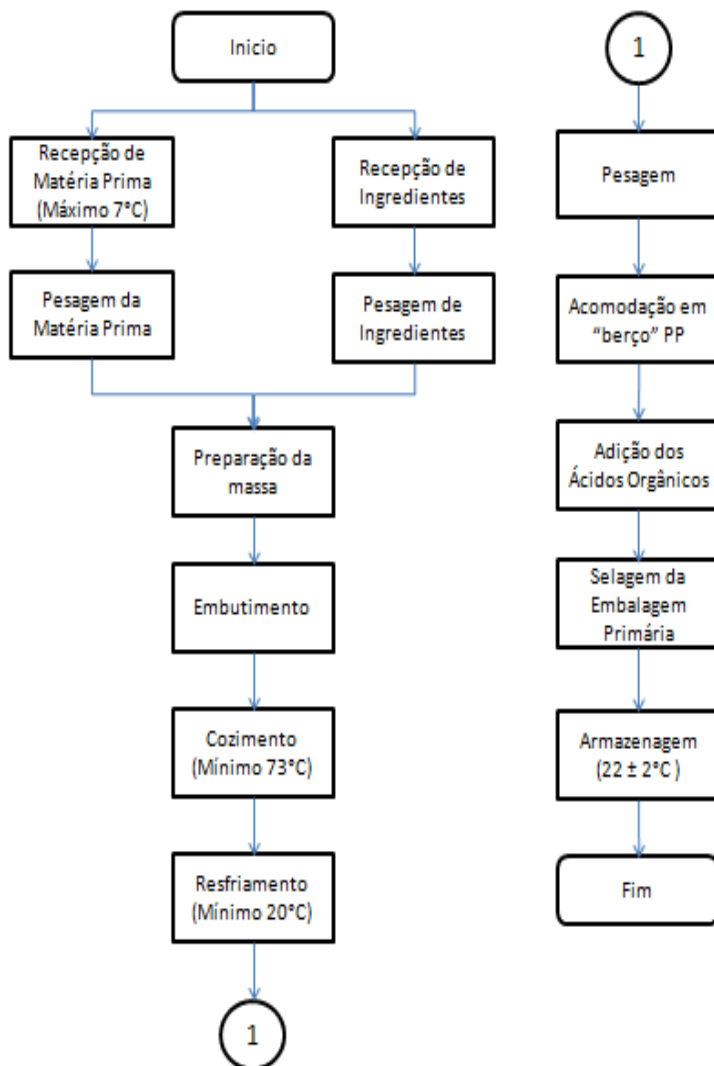 Inicio
Recepção de
Matéria Prima
(Máximo 7°C)
Recepção de
Ingredientes
Pesagem da
Matéria Prima
Pesagem de
Ingredientes
Preparação da
massa
Embutimento
Cozimento
(Mínimo 73°C)
Resfriamento
(Mínimo 20°C)
1
1
Pesagem
Acomodação em
“berço” PP
Adição dos
Ácidos Orgânicos
Selagem da
Embalagem
Primária
Armazenagem
(22 ± 2°C )
Fim